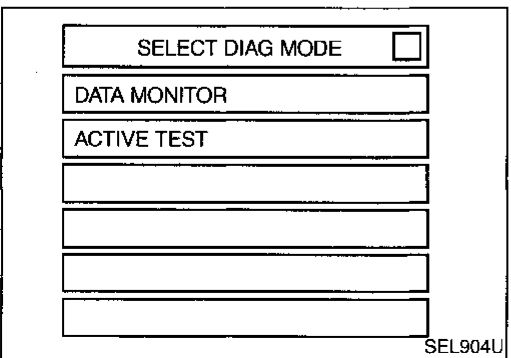 SELECT DIAG MODE
DATA MONITOR
ACTIVE TEST
SEL904U